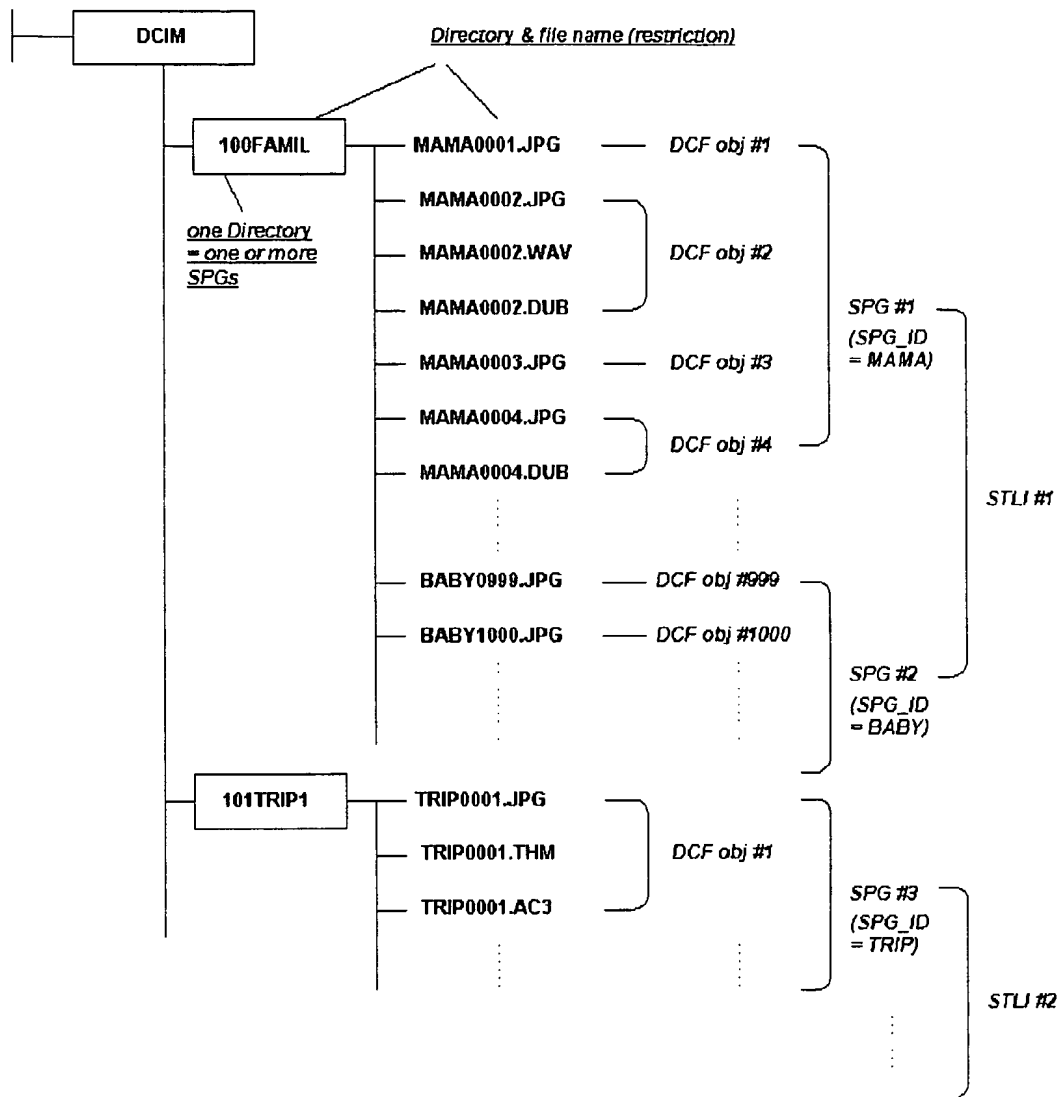 DCIM
Directory & file name (restriction)
100FAMIL
one Directory
= one or more
SPGs
MAMA0001.JPG
DCF obj #1
MAMA0002.JPG
MAMA0002.WAV
DCF obj #2
MAMA0002.DUB
MAMA0003.JPG
DCF obj #3
MAMA0004.JPG
DCF obj #4
MAMA0004.DUB
SPG #1
(SPG_ID
= MAMA)
STLI #1
BABY0999.JPG
DCF obj #999
BABY1000.JPG
DCF obj #1000
SPG #2
(SPG_ID
= BABY)
101TRIP1
TRIP0001.JPG
TRIP0001.THM
DCF obj #1
TRIP0001.AC3
SPG #3
(SPG_ID
= TRIP)
STLI #2